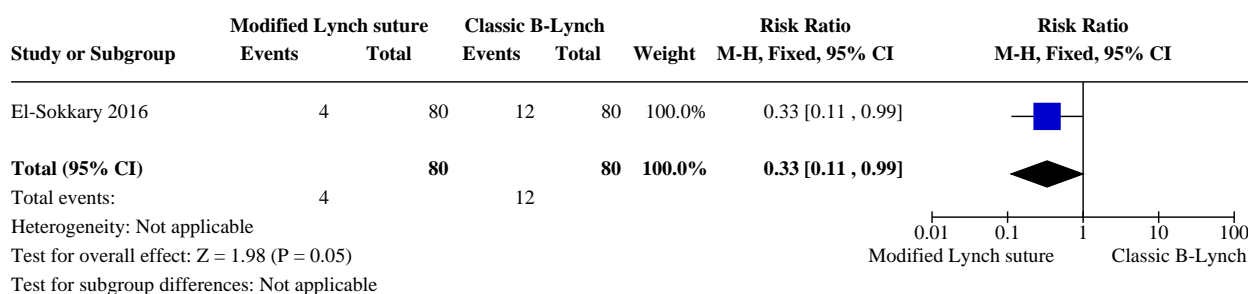 Modified Lynch suture Classic B-Lynch Risk Ratio Risk Ratio
Study or Subgroup Events Total Events Total Weight M-H, Fixed, 95% CI M-H, Fixed, 95% CI
El-Sokkary 2016 4 80 12 80 100.0% 0.33 [0.11 , 0.99]
Total (95% CI) 80 80 100.0% 0.33 [0.11 , 0.99]
Total events: 4 12
Heterogeneity: Not applicable
0.01 0.1 1 10 100
Test for overall effect: Z = 1.98 (P = 0.05) Modified Lynch suture Classic B-Lynch
Test for subgroup differences: Not applicable